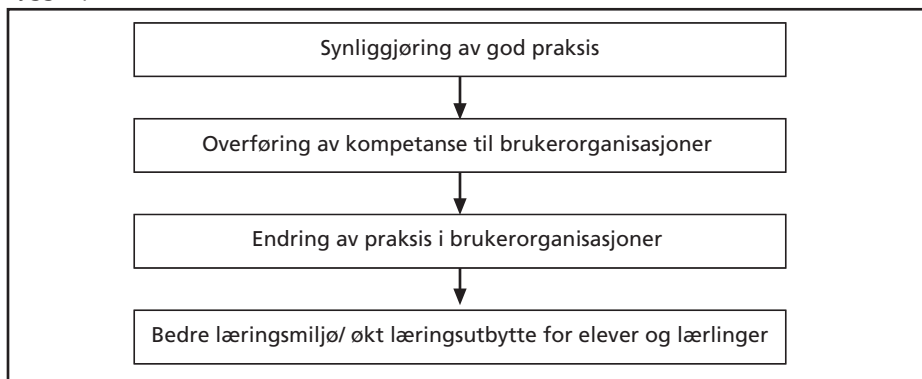 Synliggjøring av god praksis
Overføring av kompetanse til brukerorganisasjoner
Endring av praksis i brukerorganisasjoner
Bedre læringsmiljø/ økt læringsutbytte for elever og lærlinger